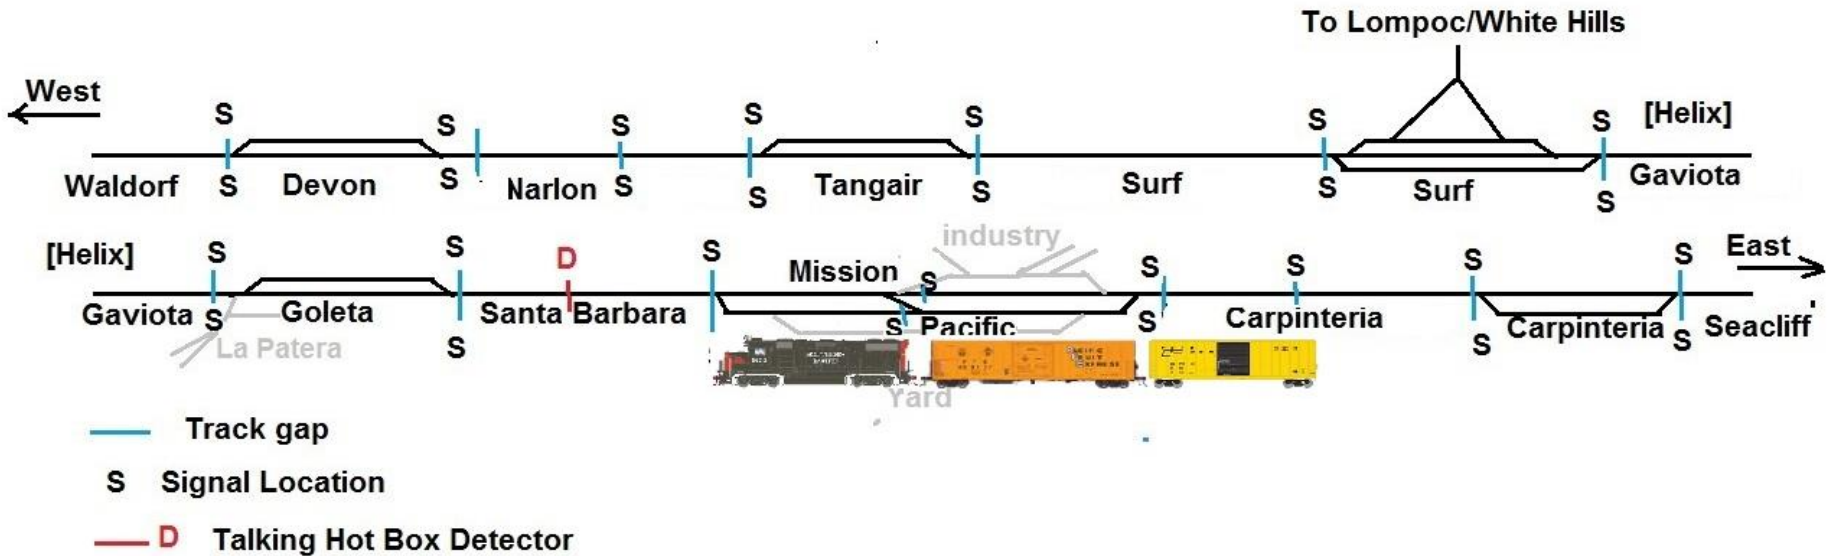 To Lompoc/White Hills
West
S S S S S S S [Helix]
S S S S S S S
Waldorf Devon Narlon Tangair Surf Surf Gaviota
industry
[Helix] S S D S Mission S S S S S East
Gaviota S Goleta S Santa Barbara S Pacific S Carpinteria S Carpinteria S Seacliff
La Patera
Yard
Track gap
S Signal Location
D Talking Hot Box Detector